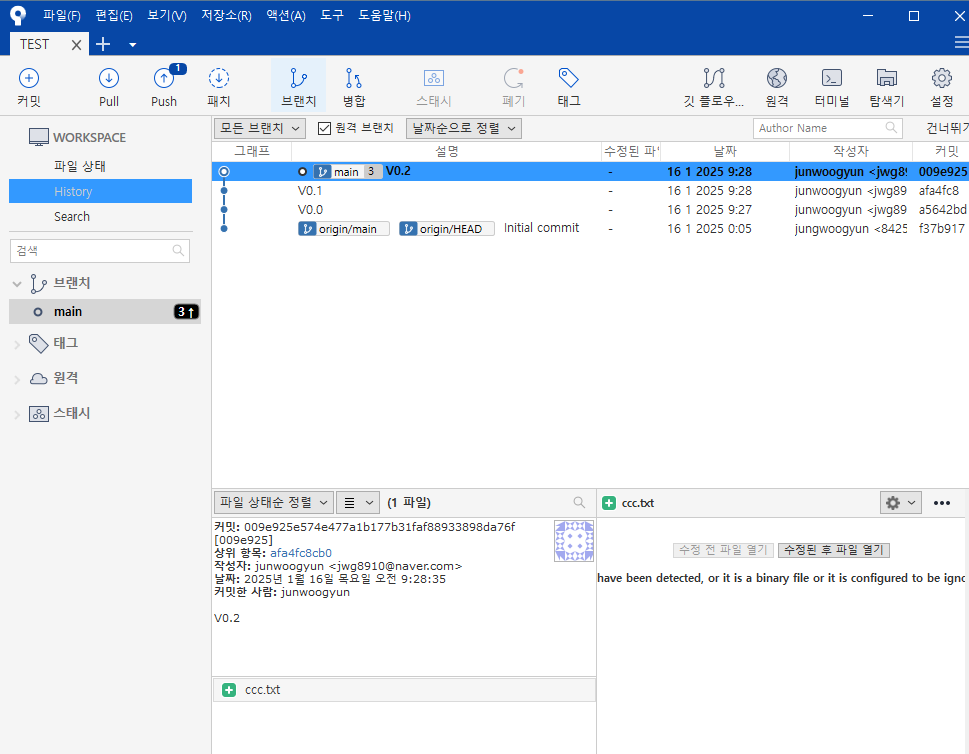 파일(F) 편집(E) 보기(V) 저장소(R) 액션(A) 도구 도움말(H)
TEST
1
커밋 Pull Push 패치 브랜치 병합 스태시 폐기 태그 깃 플로우... 원격 터미널 탐색기 설정
WORKSPACE
파일 상태
History
Search
검색
브랜치
main 3↑
태그
원격
스태시
모든 브랜치 원격 브랜치 날짜순으로 정렬 Author Name 건너뛰기
그래프 설명 수정된 파일 날짜 작성자 커밋
main 3 V0.2 - 16 1 2025 9:28 junwoogyun <jwg89 009e925
V0.1 - 16 1 2025 9:28 junwoogyun <jwg89 afa4fc8
V0.0 - 16 1 2025 9:27 junwoogyun <jwg89 a5642bd
origin/main origin/HEAD Initial commit - 16 1 2025 0:05 jungwoogyun <8425 f37b917
파일 상태순 정렬 (1 파일)
커밋: 009e925e574e477a1b177b31faf88933898da76f
[009e925]
상위 항목: afa4fc8cb0
작성자: junwoogyun <jwg8910@naver.com>
날짜: 2025년 1월 16일 목요일 오전 9:28:35
커밋한 사람: junwoogyun
V0.2
ccc.txt
ccc.txt
수정 전 파일 열기 수정된 후 파일 열기
have been detected, or it is a binary file or it is configured to be igno